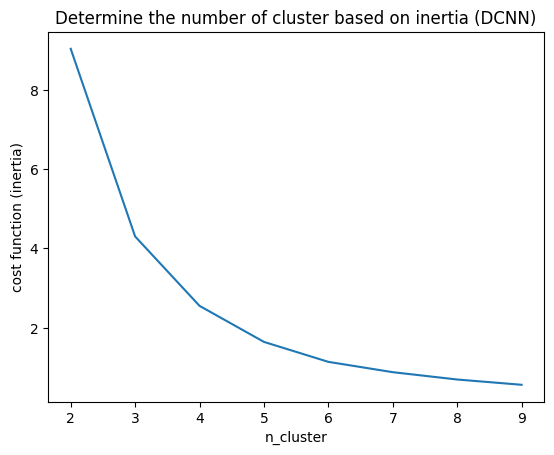 Determine the number of cluster based on inertia (DCNN)
cost function (inertia)
8
6
4
2
2 3 4 5 6 7 8 9
n_cluster